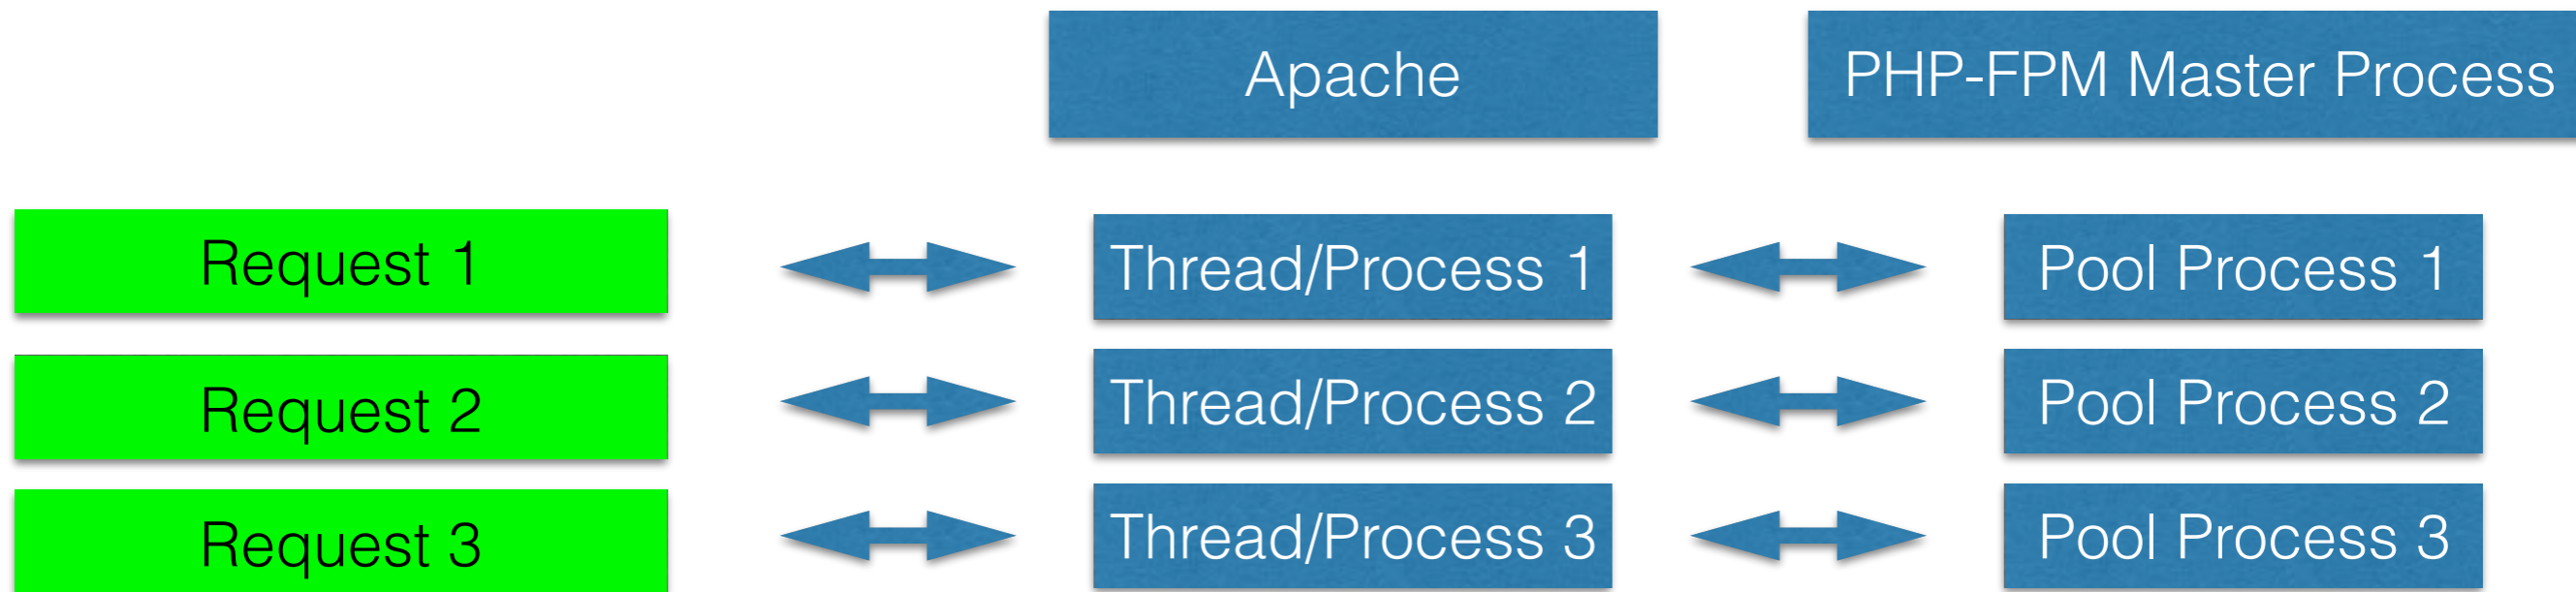 Apache
PHP-FPM Master Process
Request 1
Thread/Process 1
Pool Process 1
Request 2
Thread/Process 2
Pool Process 2
Request 3
Thread/Process 3
Pool Process 3